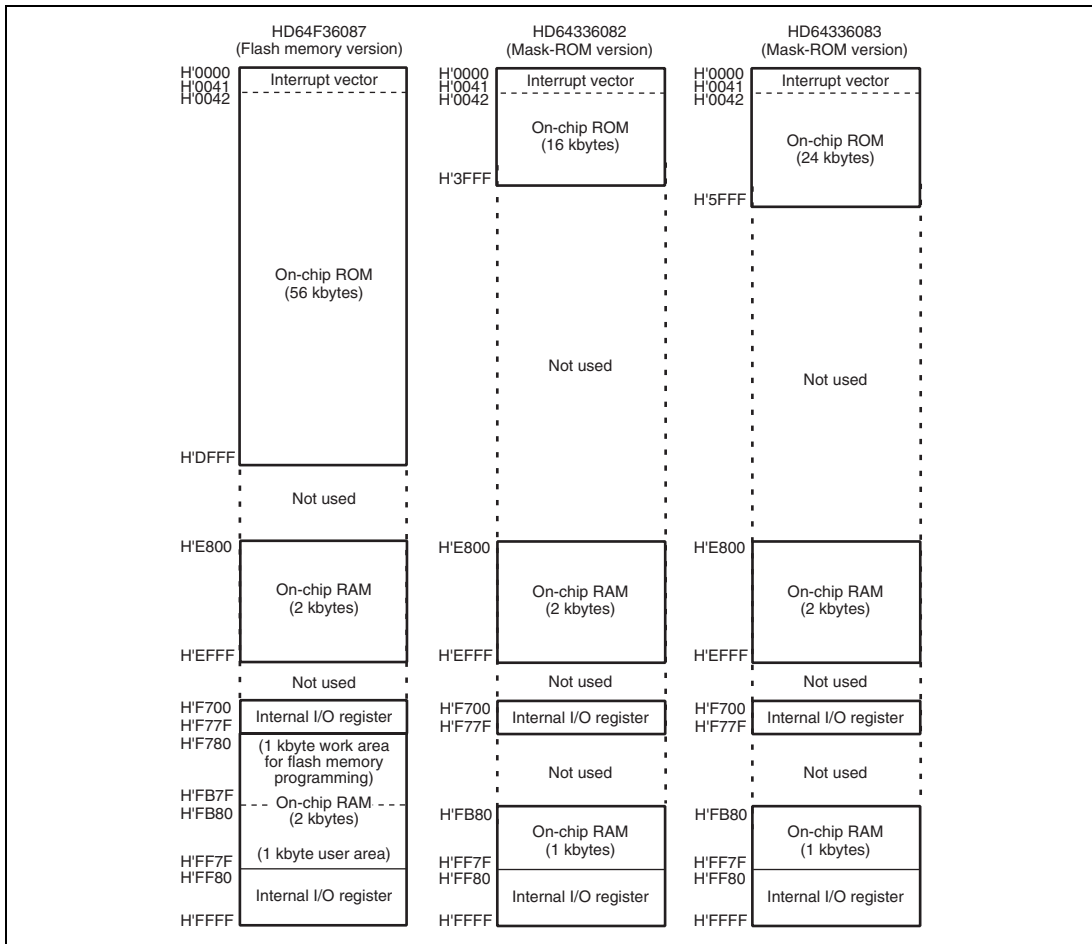 HD64F36087
(Flash memory version)
H'0000
H'0041
H'0042
Interrupt vector
On-chip ROM
(56 kbytes)
H'DFFF
Not used
H'E800
On-chip RAM
(2 kbytes)
H'EFFF
Not used
H'F700
H'F77F
Internal I/O register
H'F780
(1 kbyte work area
for flash memory
programming)
H'FB7F
H'FB80
On-chip RAM
(2 kbytes)
(1 kbyte user area)
H'FF7F
H'FF80
Internal I/O register
H'FFFF
HD64336082
(Mask-ROM version)
H'0000
H'0041
H'0042
Interrupt vector
On-chip ROM
(16 kbytes)
H'3FFF
Not used
H'E800
On-chip RAM
(2 kbytes)
H'EFFF
Not used
H'F700
H'F77F
Internal I/O register
Not used
H'FB80
On-chip RAM
(1 kbytes)
H'FF7F
H'FF80
Internal I/O register
H'FFFF
HD64336083
(Mask-ROM version)
H'0000
H'0041
H'0042
Interrupt vector
On-chip ROM
(24 kbytes)
H'5FFF
Not used
H'E800
On-chip RAM
(2 kbytes)
H'EFFF
Not used
H'F700
H'F77F
Internal I/O register
Not used
H'FB80
On-chip RAM
(1 kbytes)
H'FF7F
H'FF80
Internal I/O register
H'FFFF